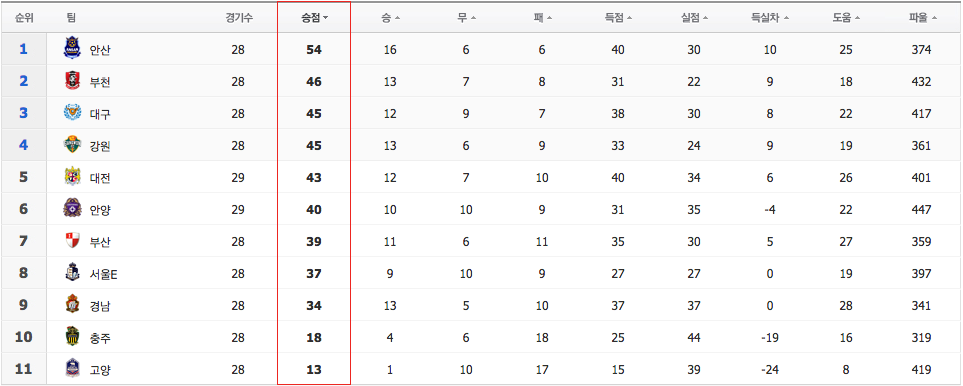 순위 팀 경기수 승점 승 무 패 득점 실점 득실차 도움 파울
1 안산 28 54 16 6 6 40 30 10 25 374
2 부천 28 46 13 7 8 31 22 9 18 432
3 대구 28 45 12 9 7 38 30 8 22 417
4 강원 28 45 13 6 9 33 24 9 19 361
5 대전 29 43 12 7 10 40 34 6 26 401
6 안양 29 40 10 10 9 31 35 -4 22 447
7 부산 28 39 11 6 11 35 30 5 27 359
8 서울E 28 37 9 10 9 27 27 0 19 397
9 경남 28 34 13 5 10 37 37 0 28 341
10 충주 28 18 4 6 18 25 44 -19 16 319
11 고양 28 13 1 10 17 15 39 -24 8 419